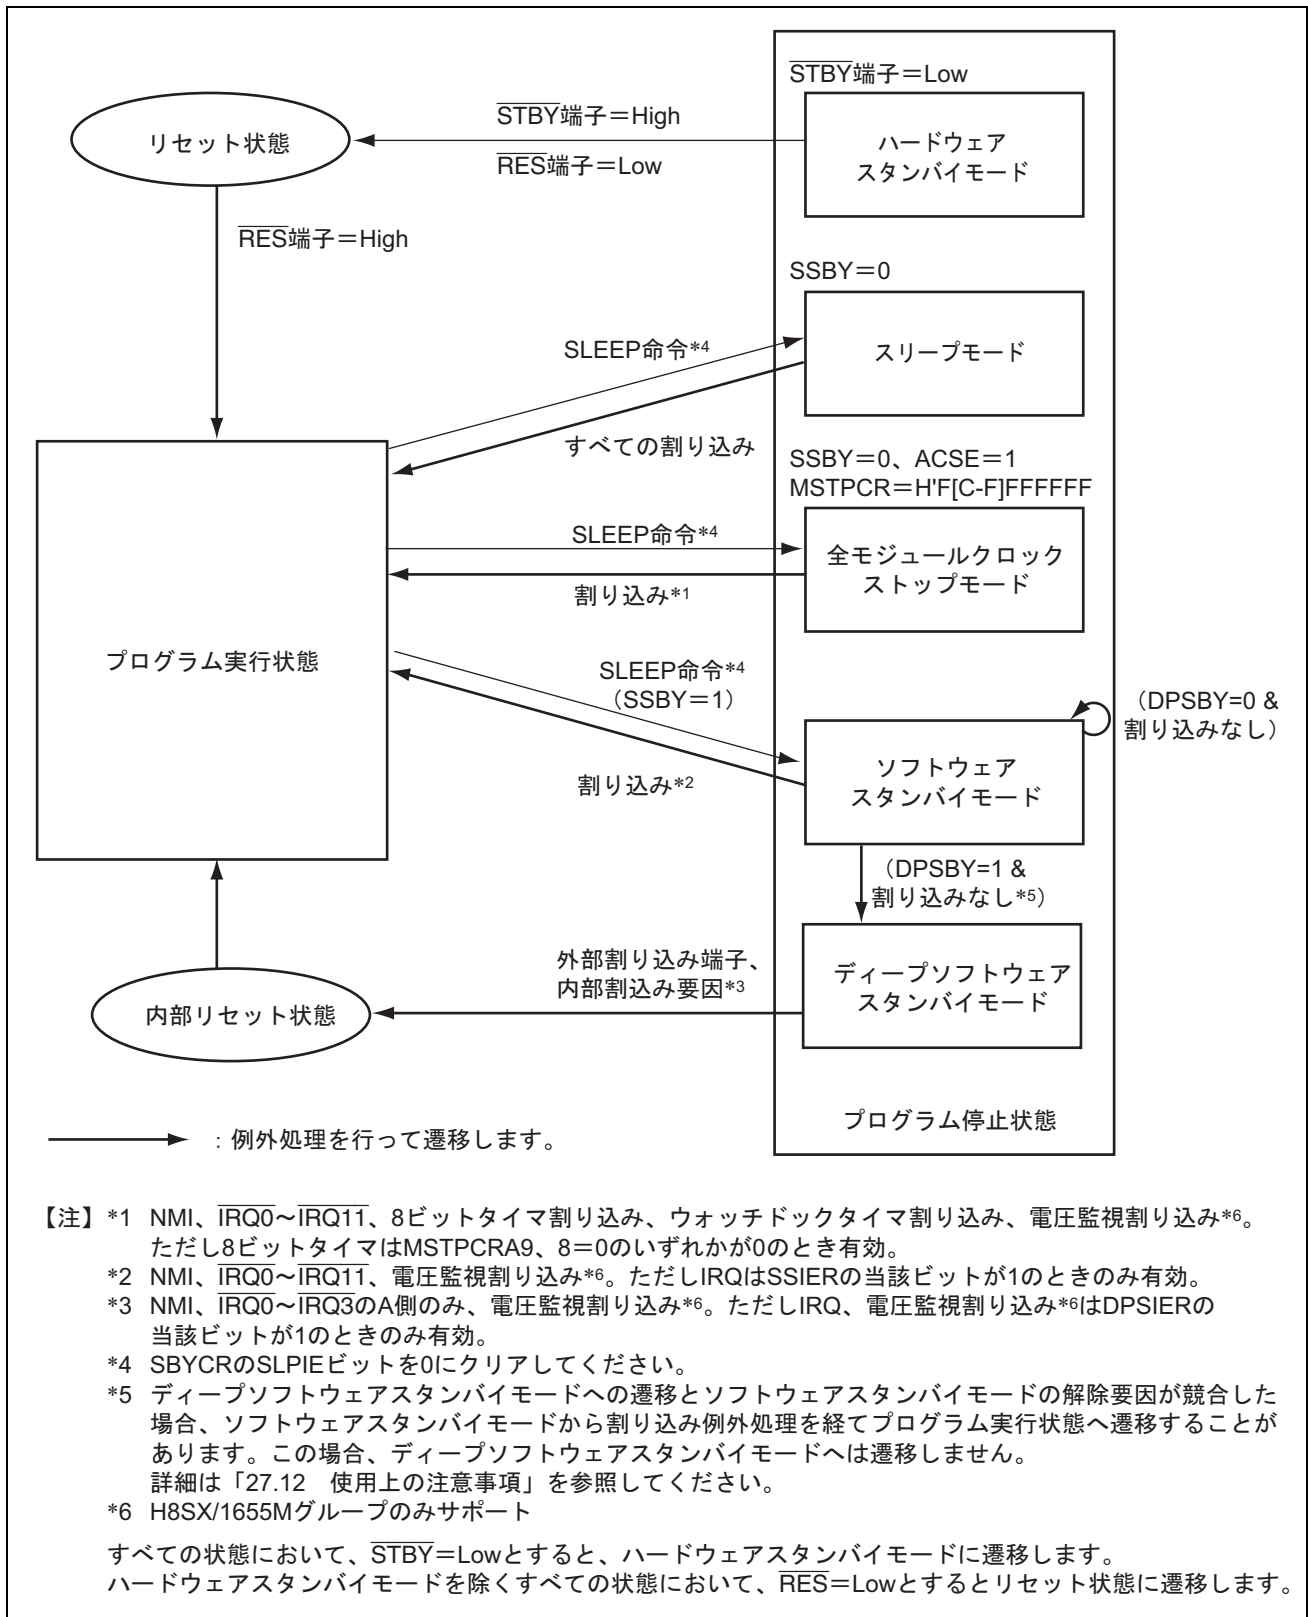 S̅T̅B̅Y̅端子＝Low
S̅T̅B̅Y̅端子＝High
リセット状態
ハードウェア
スタンバイモード
R̅E̅S̅端子＝Low
R̅E̅S̅端子＝High
SSBY＝0
SLEEP命令*4
スリープモード
すべての割り込み
SSBY＝0、ACSE＝1
MSTPCR＝H'F[C-F]FFFFFF
SLEEP命令*4
全モジュールクロック
ストップモード
割り込み*1
プログラム実行状態
SLEEP命令*4
（SSBY＝1）
（DPSBY=0 &
割り込みなし）
ソフトウェア
スタンバイモード
割り込み*2
（DPSBY=1 &
割り込みなし*5）
外部割り込み端子、
内部割込み要因*3
ディープソフトウェア
スタンバイモード
内部リセット状態
プログラム停止状態
：例外処理を行って遷移します。
【注】*1 NMI、I̅R̅Q̅0̅～I̅R̅Q̅1̅1̅、8ビットタイマ割り込み、ウォッチドックタイマ割り込み、電圧監視割り込み*6。
ただし8ビットタイマはMSTPCRA9、8＝0のいずれかが0のとき有効。
*2 NMI、I̅R̅Q̅0̅～I̅R̅Q̅1̅1̅、電圧監視割り込み*6。ただしIRQはSSIERの当該ビットが1のときのみ有効。
*3 NMI、I̅R̅Q̅0̅～I̅R̅Q̅3̅のA側のみ、電圧監視割り込み*6。ただしIRQ、電圧監視割り込み*6はDPSIERの
当該ビットが1のときのみ有効。
*4 SBYCRのSLPIEビットを0にクリアしてください。
*5 ディープソフトウェアスタンバイモードへの遷移とソフトウェアスタンバイモードの解除要因が競合した
場合、ソフトウェアスタンバイモードから割り込み例外処理を経てプログラム実行状態へ遷移することが
あります。この場合、ディープソフトウェアスタンバイモードへは遷移しません。
詳細は「27.12 使用上の注意事項」を参照してください。
*6 H8SX/1655Mグループのみサポート
すべての状態において、S̅T̅B̅Y̅=Lowとすると、ハードウェアスタンバイモードに遷移します。
ハードウェアスタンバイモードを除くすべての状態において、R̅E̅S̅=Lowとするとリセット状態に遷移します。